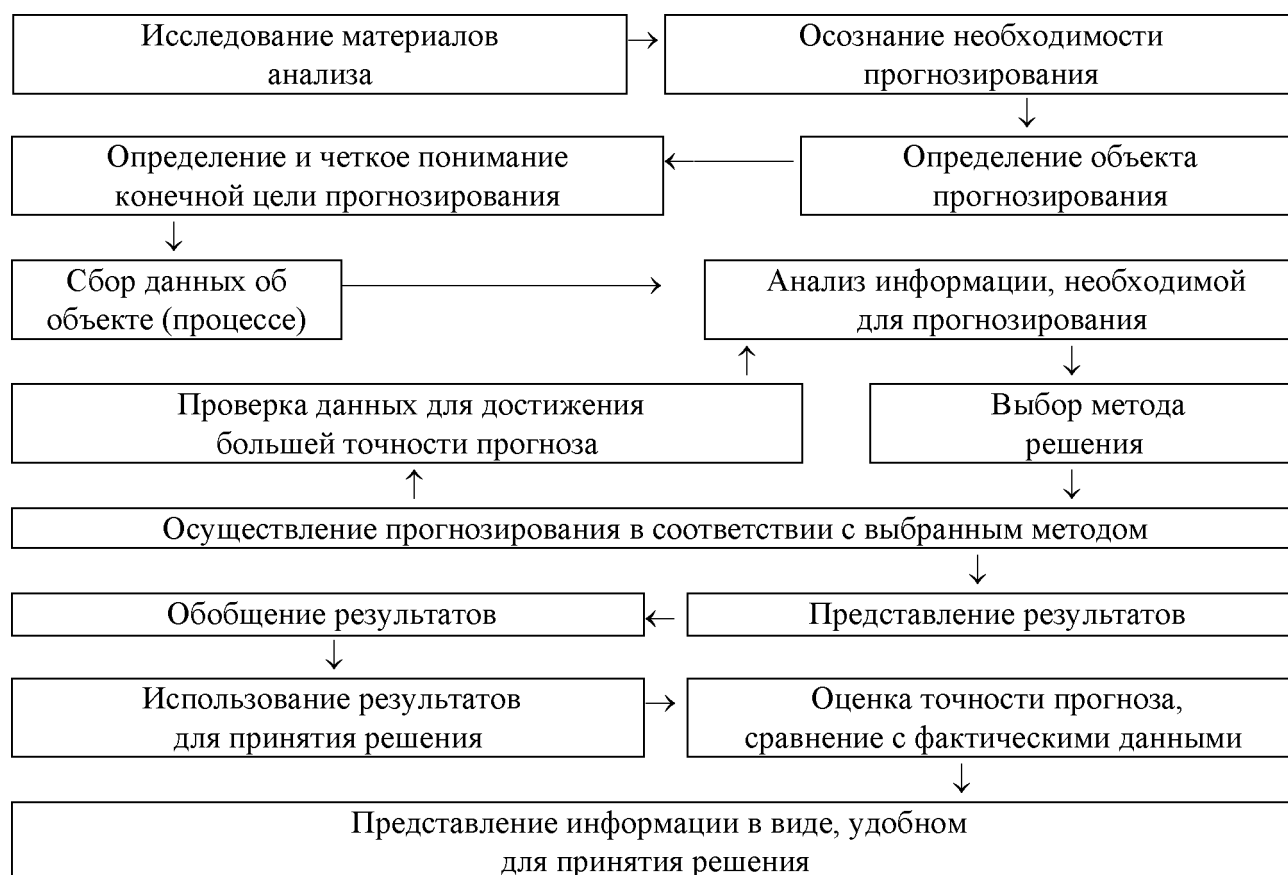 Исследование материалов
анализа
Осознание необходимости
прогнозирования
Определение и четкое понимание
конечной цели прогнозирования
Определение объекта
прогнозирования
Сбор данных об
объекте (процессе)
Анализ информации, необходимой
для прогнозирования
Проверка данных для достижения
большей точности прогноза
Выбор метода
решения
Осуществление прогнозирования в соответствии с выбранным методом
Обобщение результатов
Представление результатов
Использование результатов
для принятия решения
Оценка точности прогноза,
сравнение с фактическими данными
Представление информации в виде, удобном
для принятия решения